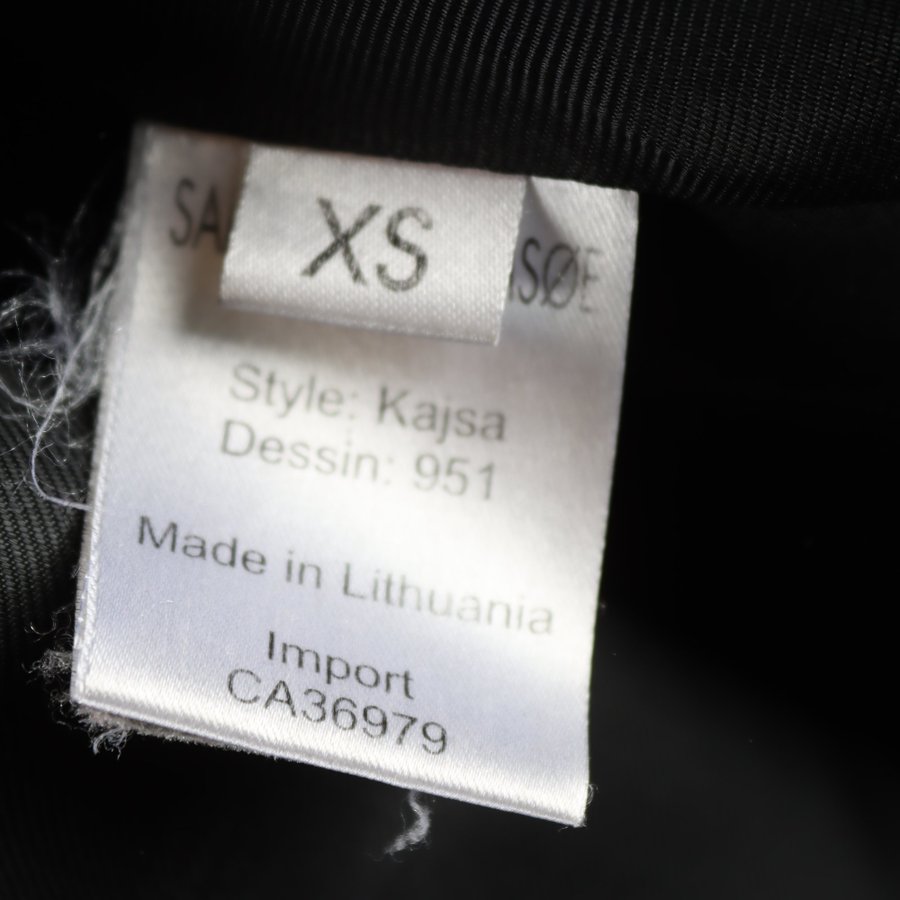 XS
Style: Kajsa
Dessin: 951
Made in Lithuania
Import
CA36979